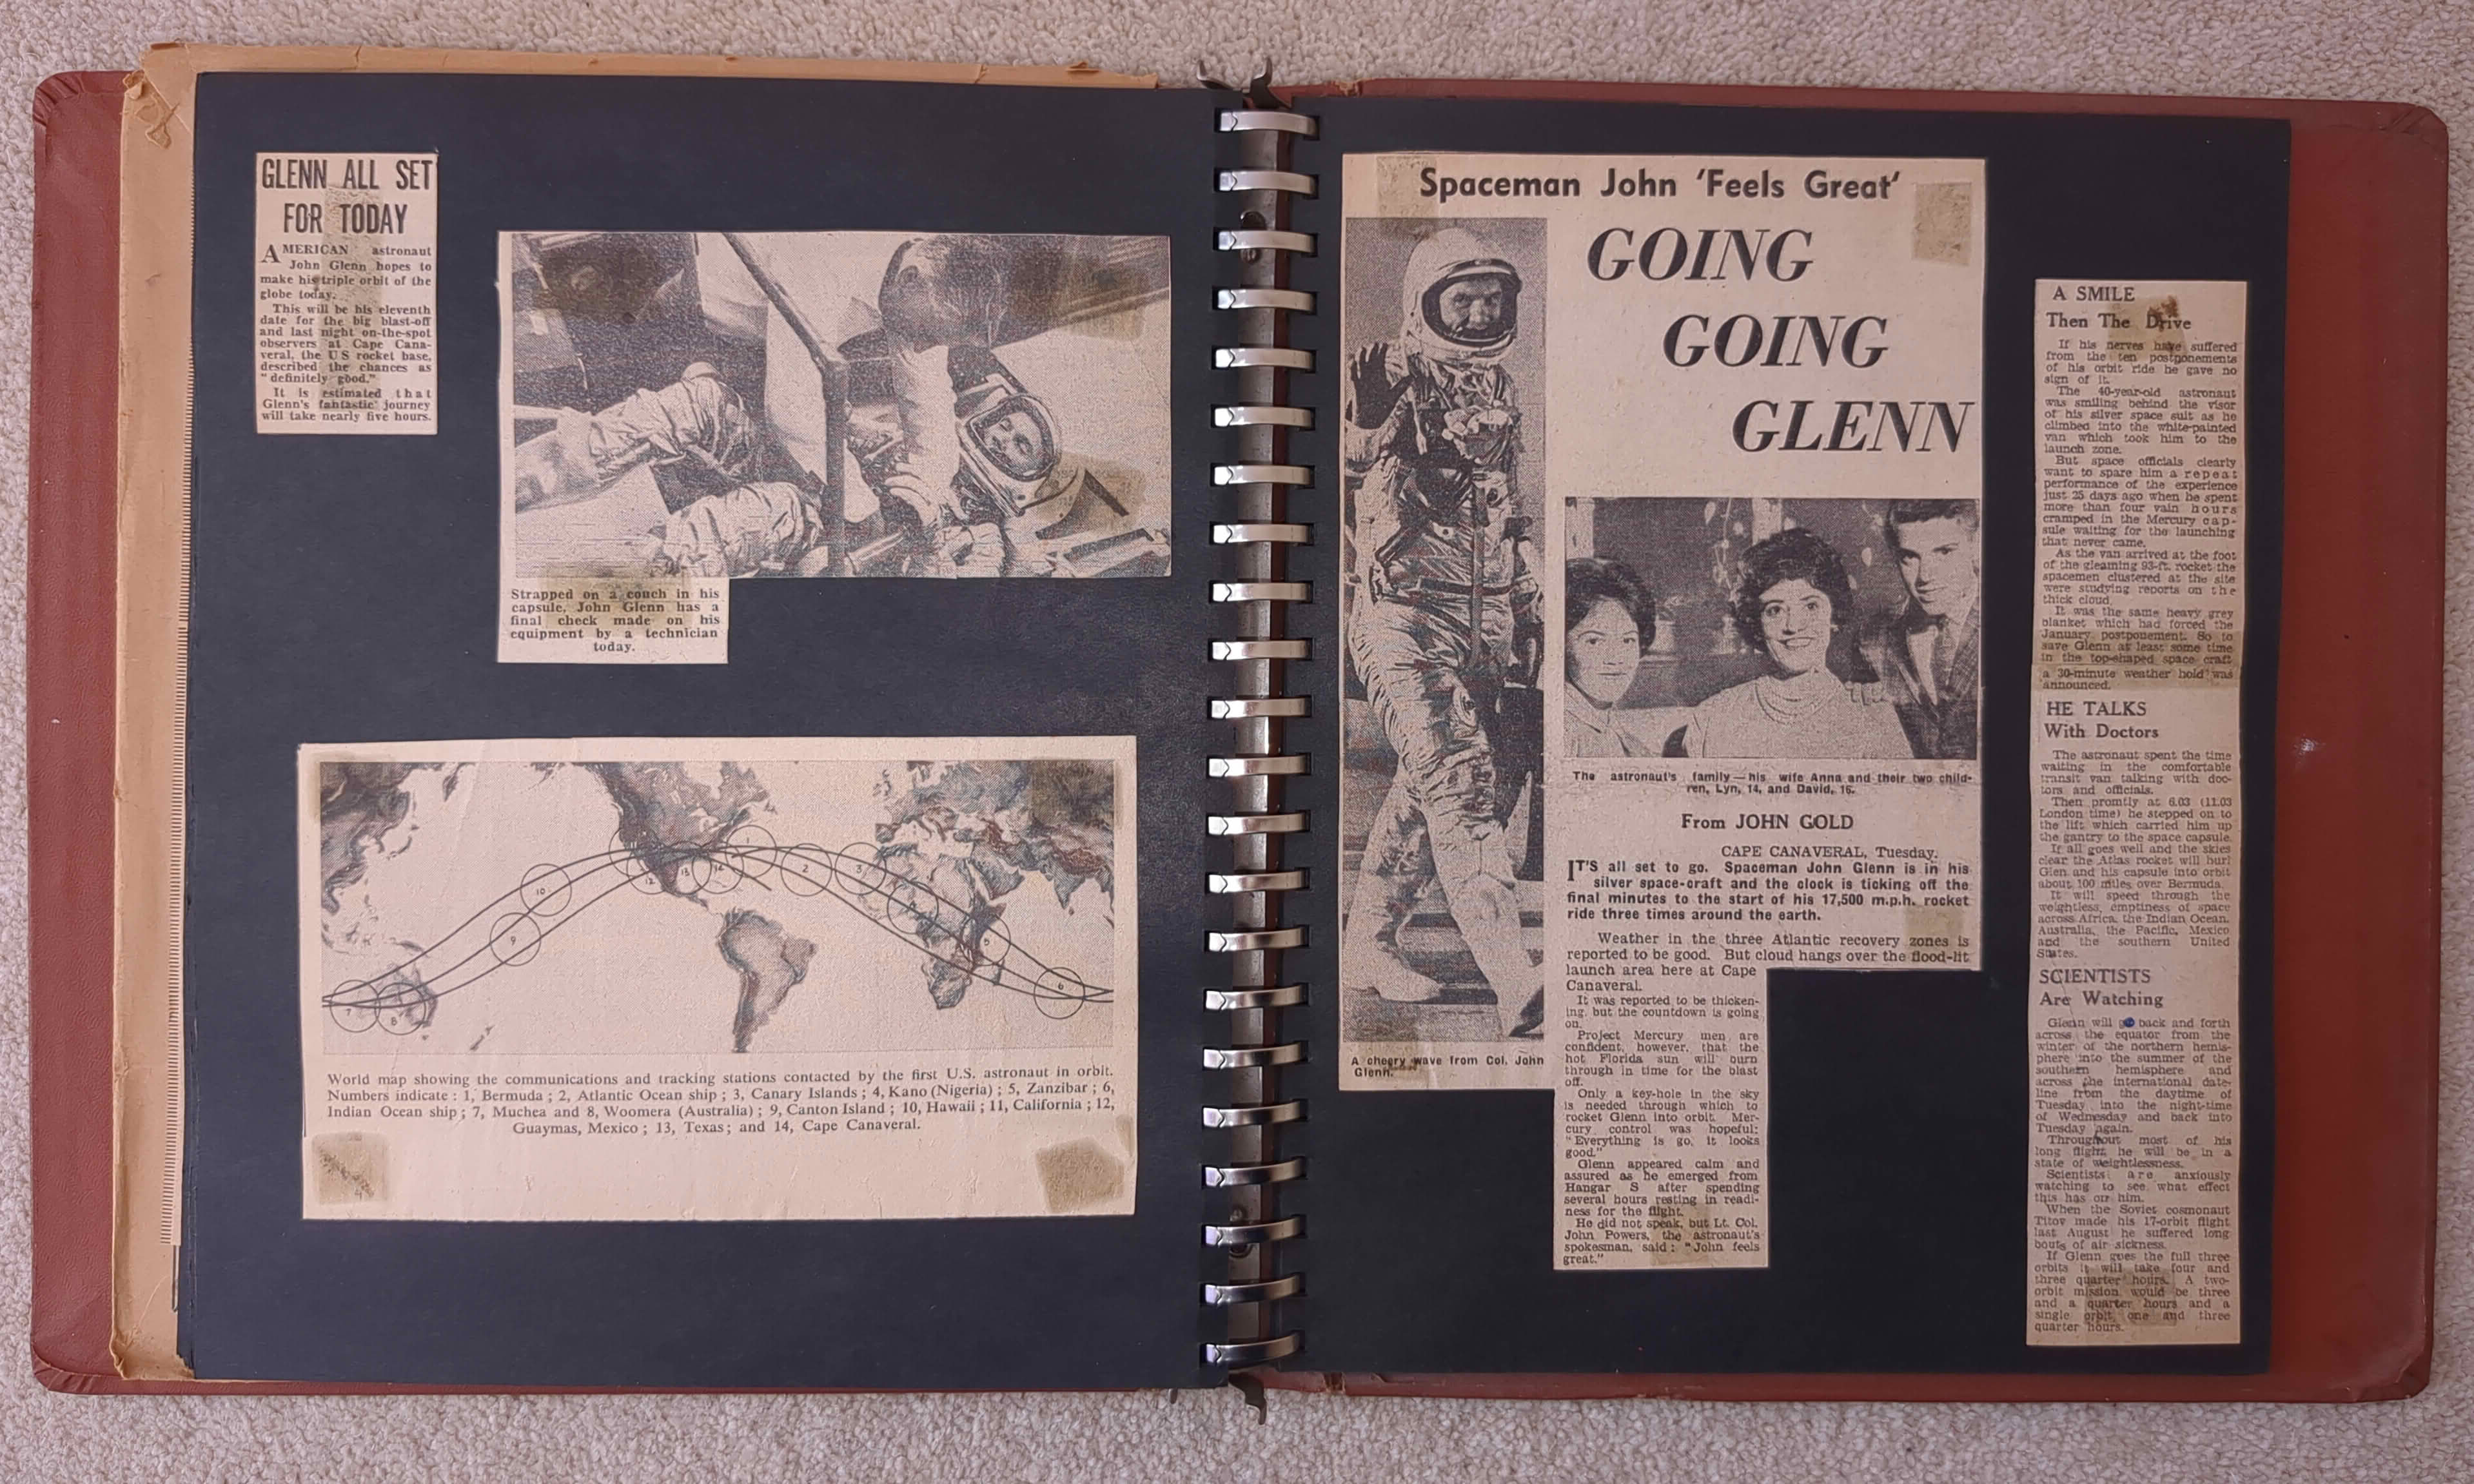 GLENN ALL SET
FOR TODAY
AMERICAN astronaut
John Glenn hopes to
make his triple orbit of the
globe today.
This will be his eleventh
date for the big blast-off
and last night on-the-spot
observers at Cape Cana-
veral, the US rocket base,
described the chances as
"definitely good."
It is estimated that
Glenn's fantastic journey
will take nearly five hours.
Strapped on a couch in his
capsule, John Glenn has a
final check made on his
equipment by a technician
today.
1
2
3
4
5
6
7
8
9
10
12
13
14
World map showing the communications and tracking stations contacted by the first U.S. astronaut in orbit.
Numbers indicate : 1, Bermuda ; 2, Atlantic Ocean ship ; 3, Canary Islands ; 4, Kano (Nigeria) ; 5, Zanzibar ; 6,
Indian Ocean ship ; 7, Muchea and 8, Woomera (Australia) ; 9, Canton Island ; 10, Hawaii ; 11, California ; 12,
Guaymas, Mexico ; 13, Texas ; and 14, Cape Canaveral.
Spaceman John 'Feels Great'
GOING
GOING
GLENN
A cheery wave from Col. John
Glenn.
The astronaut's family—his wife Anna and their two child-
ren, Lyn, 14, and David, 16.
From JOHN GOLD
CAPE CANAVERAL, Tuesday.
IT'S all set to go. Spaceman John Glenn is in his
silver space-craft and the clock is ticking off the
final minutes to the start of his 17,500 m.p.h. rocket
ride three times around the earth.
Weather in the three Atlantic recovery zones is
reported to be good. But cloud hangs over the flood-lit
launch area here at Cape
Canaveral.
It was reported to be thicken-
ing, but the countdown is going
on.
Project Mercury men are
confident, however, that the
hot Florida sun will burn
through in time for the blast
off.
Only a key-hole in the sky
is needed through which to
rocket Glenn into orbit. Mer-
cury control was hopeful:
"Everything is go, it looks
good."
Glenn appeared calm and
assured as he emerged from
Hangar S after spending
several hours resting in readi-
ness for the flight.
He did not speak, but Lt. Col.
John Powers, the astronaut's
spokesman, said : "John feels
great."
A SMILE
Then The Drive
If his nerves have suffered
from the ten postponements
of his orbit ride he gave no
sign of it.
The 40-year-old astronaut
was smiling behind the visor
of his silver space suit as he
climbed into the white-painted
van which took him to the
launch zone.
But space officials clearly
want to spare him a repeat
performance of the experience
just 25 days ago when he spent
more than four vain hours
cramped in the Mercury cap-
sule waiting for the launching
that never came.
As the van arrived at the foot
of the gleaming 93-ft. rocket the
spacemen clustered at the site
were studying reports on the
thick cloud.
It was the same heavy grey
blanket which had forced the
January postponement. So to
save Glenn at least some time
in the top-shaped space craft
a 30-minute weather hold was
announced.
HE TALKS
With Doctors
The astronaut spent the time
waiting in the comfortable
transit van talking with doc-
tors and officials.
Then promtly at 6.03 (11.03
London time) he stepped on to
the lift which carried him up
the gantry to the space capsule.
If all goes well and the skies
clear the Atlas rocket will hurl
Glen and his capsule into orbit
about 100 miles over Bermuda.
It will speed through the
weightless, emptiness of space
across Africa, the Indian Ocean,
Australia, the Pacific, Mexico
and the southern United
States.
SCIENTISTS
Are Watching
Glenn will back and forth
across the equator from the
winter of the northern hemis-
phere into the summer of the
southern hemisphere and
across the international date-
line from the daytime of
Tuesday into the night-time
of Wednesday and back into
Tuesday again.
Throughout most of his
long flight he will be in a
state of weightlessness.
Scientists are anxiously
watching to see what effect
this has on him.
When the Soviet cosmonaut
Titov made his 17-orbit flight
last August he suffered long
bouts of air sickness.
If Glenn goes the full three
orbits it will take four and
three quarter hours. A two-
orbit mission would be three
and a quarter hours and a
single orbit one and three
quarter hours.